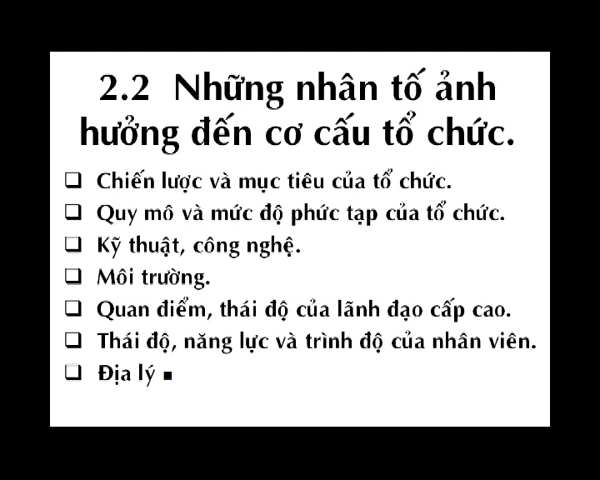 2.2 Những nhân tố ảnh
hưởng đến cơ cấu tổ chức.
❑ Chiến lược và mục tiêu của tổ chức.
❑ Quy mô và mức độ phức tạp của tổ chức.
❑ Kỹ thuật, công nghệ.
❑ Môi trường.
❑ Quan điểm, thái độ của lãnh đạo cấp cao.
❑ Thái độ, năng lực và trình độ của nhân viên.
❑ Địa lý ■